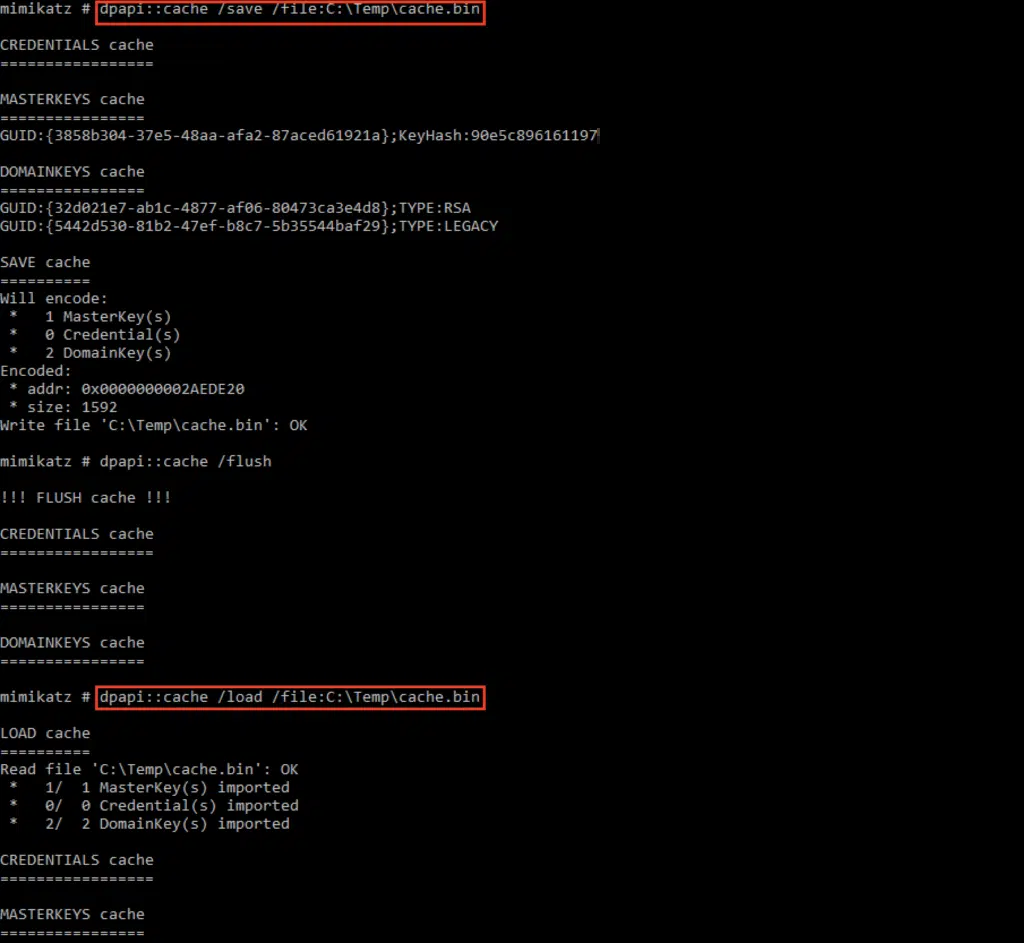 mimikatz # dpapi::cache /save /file:C:\Temp\cache.bin
CREDENTIALS cache
=================
MASTERKEYS cache
================
GUID:{3858b304-37e5-48aa-afa2-87aced61921a};KeyHash:90e5c896161197
DOMAINKEYS cache
================
GUID:{32d021e7-ab1c-4877-af06-80473ca3e4d8};TYPE:RSA
GUID:{5442d530-81b2-47ef-b8c7-5b35544baf29};TYPE:LEGACY
SAVE cache
==========
Will encode:
 *   1 MasterKey(s)
 *   0 Credential(s)
 *   2 DomainKey(s)
Encoded:
 * addr: 0x0000000002AEDE20
 * size: 1592
Write file 'C:\Temp\cache.bin': OK
mimikatz # dpapi::cache /flush
!!! FLUSH cache !!!
CREDENTIALS cache
=================
MASTERKEYS cache
================
DOMAINKEYS cache
================
mimikatz # dpapi::cache /load /file:C:\Temp\cache.bin
LOAD cache
==========
Read file 'C:\Temp\cache.bin': OK
 *   1/  1 MasterKey(s) imported
 *   0/  0 Credential(s) imported
 *   2/  2 DomainKey(s) imported
CREDENTIALS cache
=================
MASTERKEYS cache
================